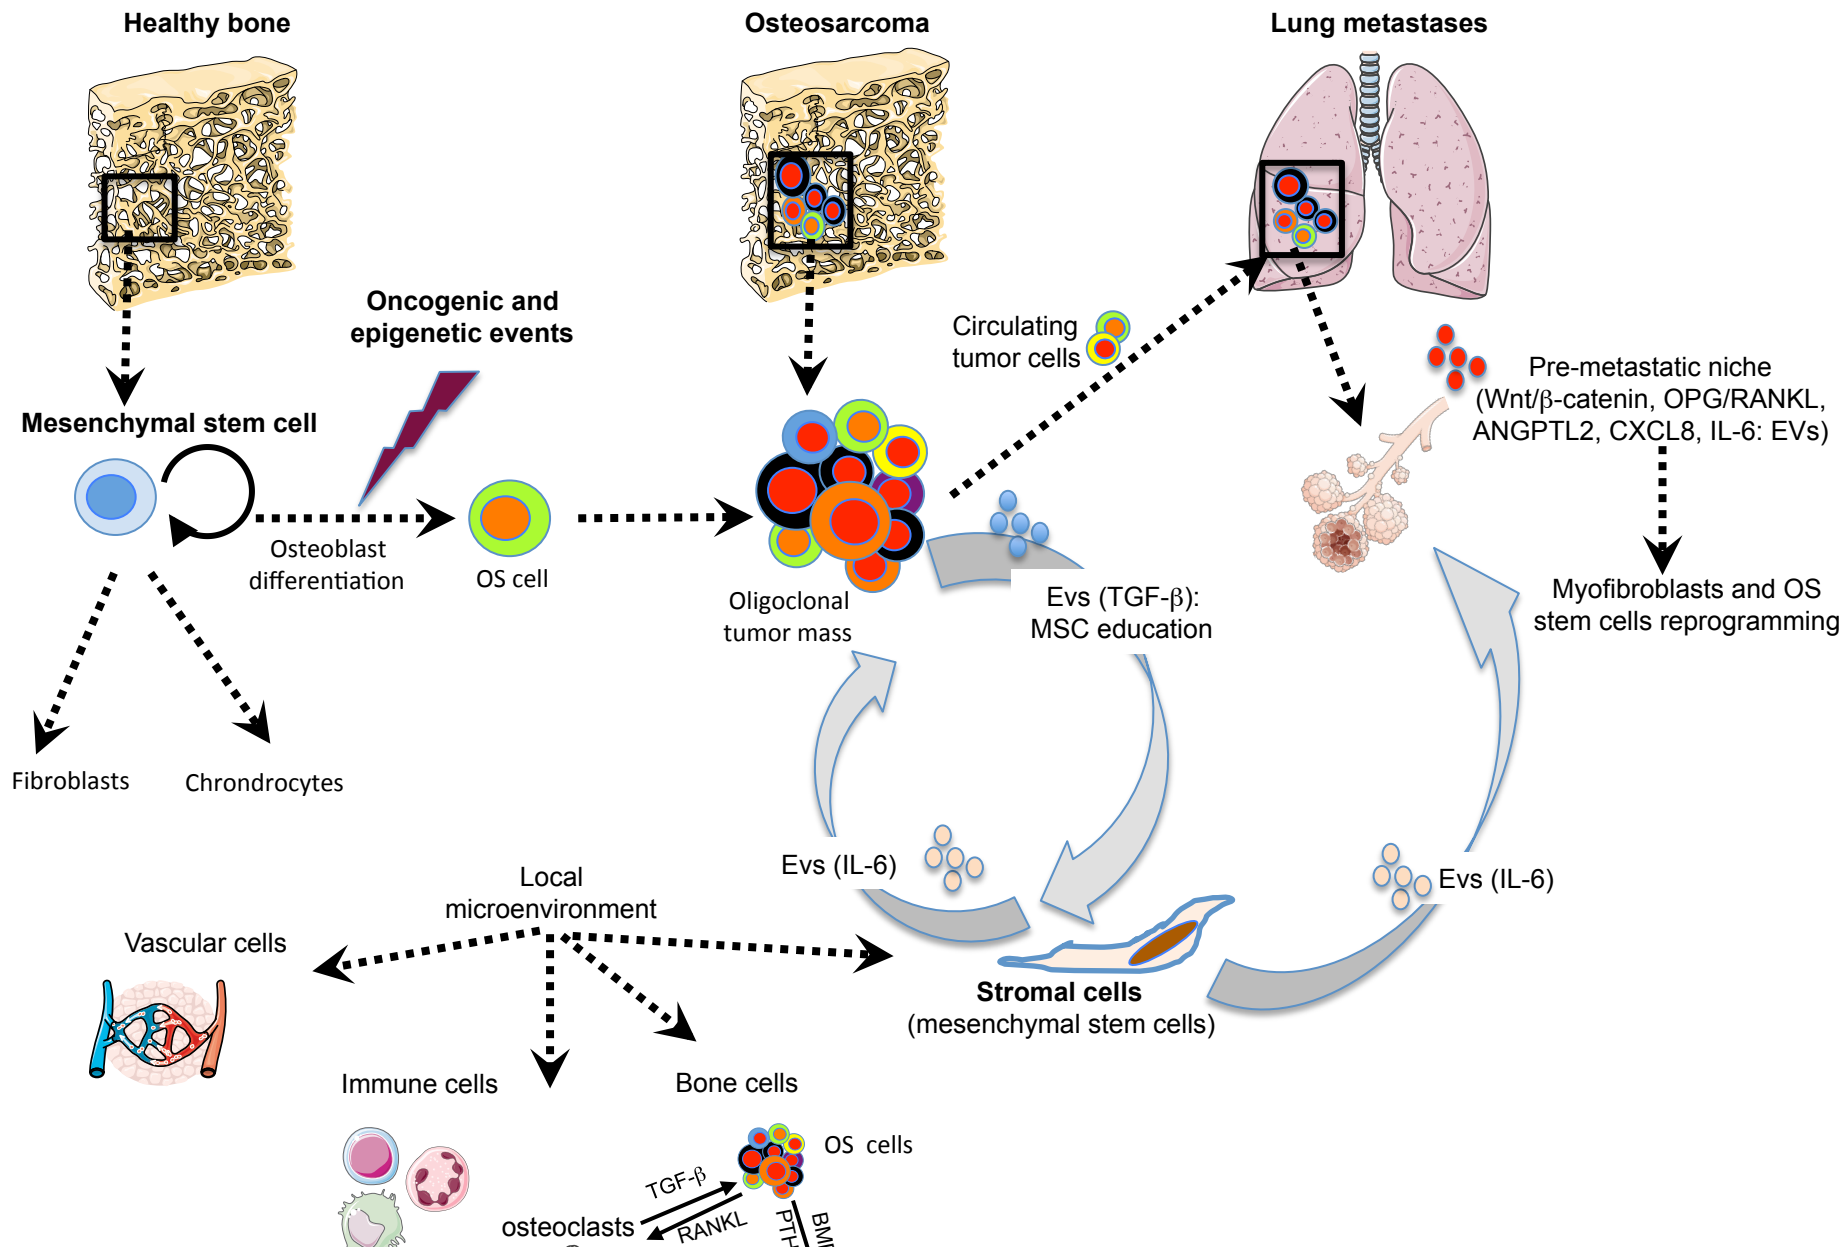 Healthy bone
Osteosarcoma
Lung metastases
Oncogenic and
epigenetic events
Circulating
tumor cells
Pre-metastatic niche
(Wnt/β-catenin, OPG/RANKL,
ANGPTL2, CXCL8, IL-6: EVs)
Mesenchymal stem cell
Osteoblast
differentiation
OS cell
Oligoclonal
tumor mass
Evs (TGF-β):
MSC education
Myofibroblasts and OS
stem cells reprogramming
Fibroblasts
Chrondrocytes
Evs (IL-6)
Evs (IL-6)
Local
microenvironment
Vascular cells
Stromal cells
(mesenchymal stem cells)
Immune cells
Bone cells
OS cells
TGF-β
RANKL
osteoclasts
PTH